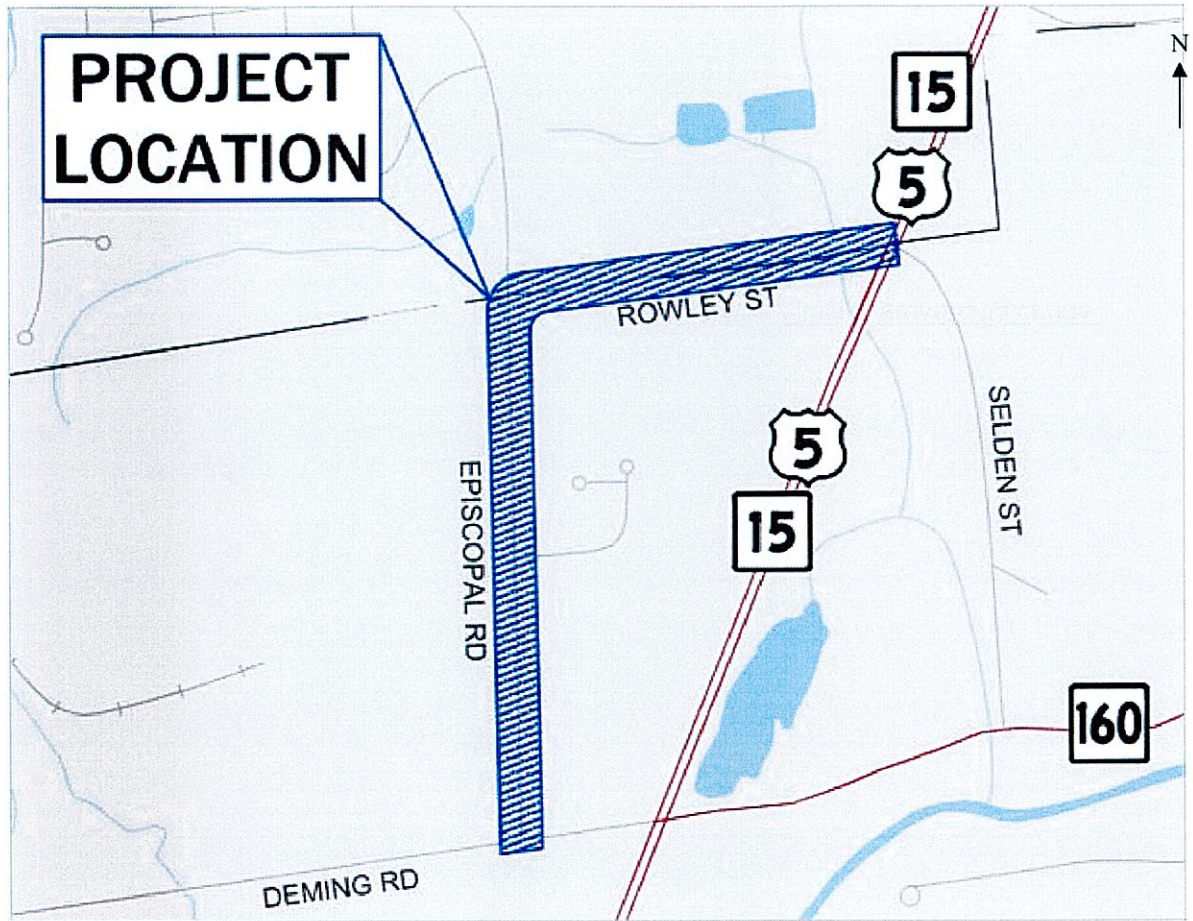 PROJECT
LOCATION
N
15
5
ROWLEY ST
5
15
SELDEN ST
EPISCOPAL RD
160
DEMING RD